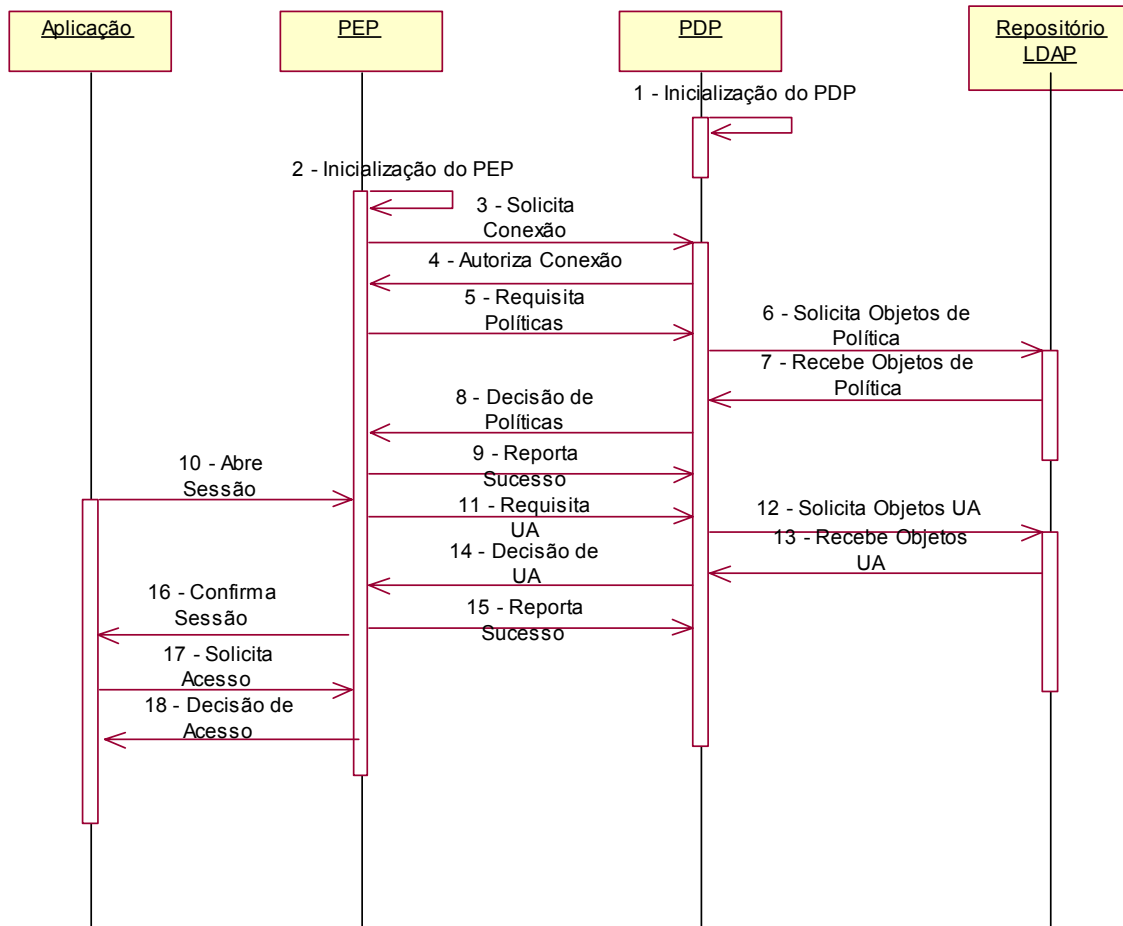 Aplicação
PEP
PDP
Repositório
LDAP
1 - Inicialização do PDP
2 - Inicialização do PEP
3 - Solicita
Conexão
4 - Autoriza Conexão
5 - Requisita
Políticas
6 - Solicita Objetos de
Política
7 - Recebe Objetos de
Política
8 - Decisão de
Políticas
9 - Reporta
Sucesso
10 - Abre
Sessão
11 - Requisita
UA
12 - Solicita Objetos UA
13 - Recebe Objetos
UA
14 - Decisão de
UA
15 - Reporta
Sucesso
16 - Confirma
Sessão
17 - Solicita
Acesso
18 - Decisão de
Acesso